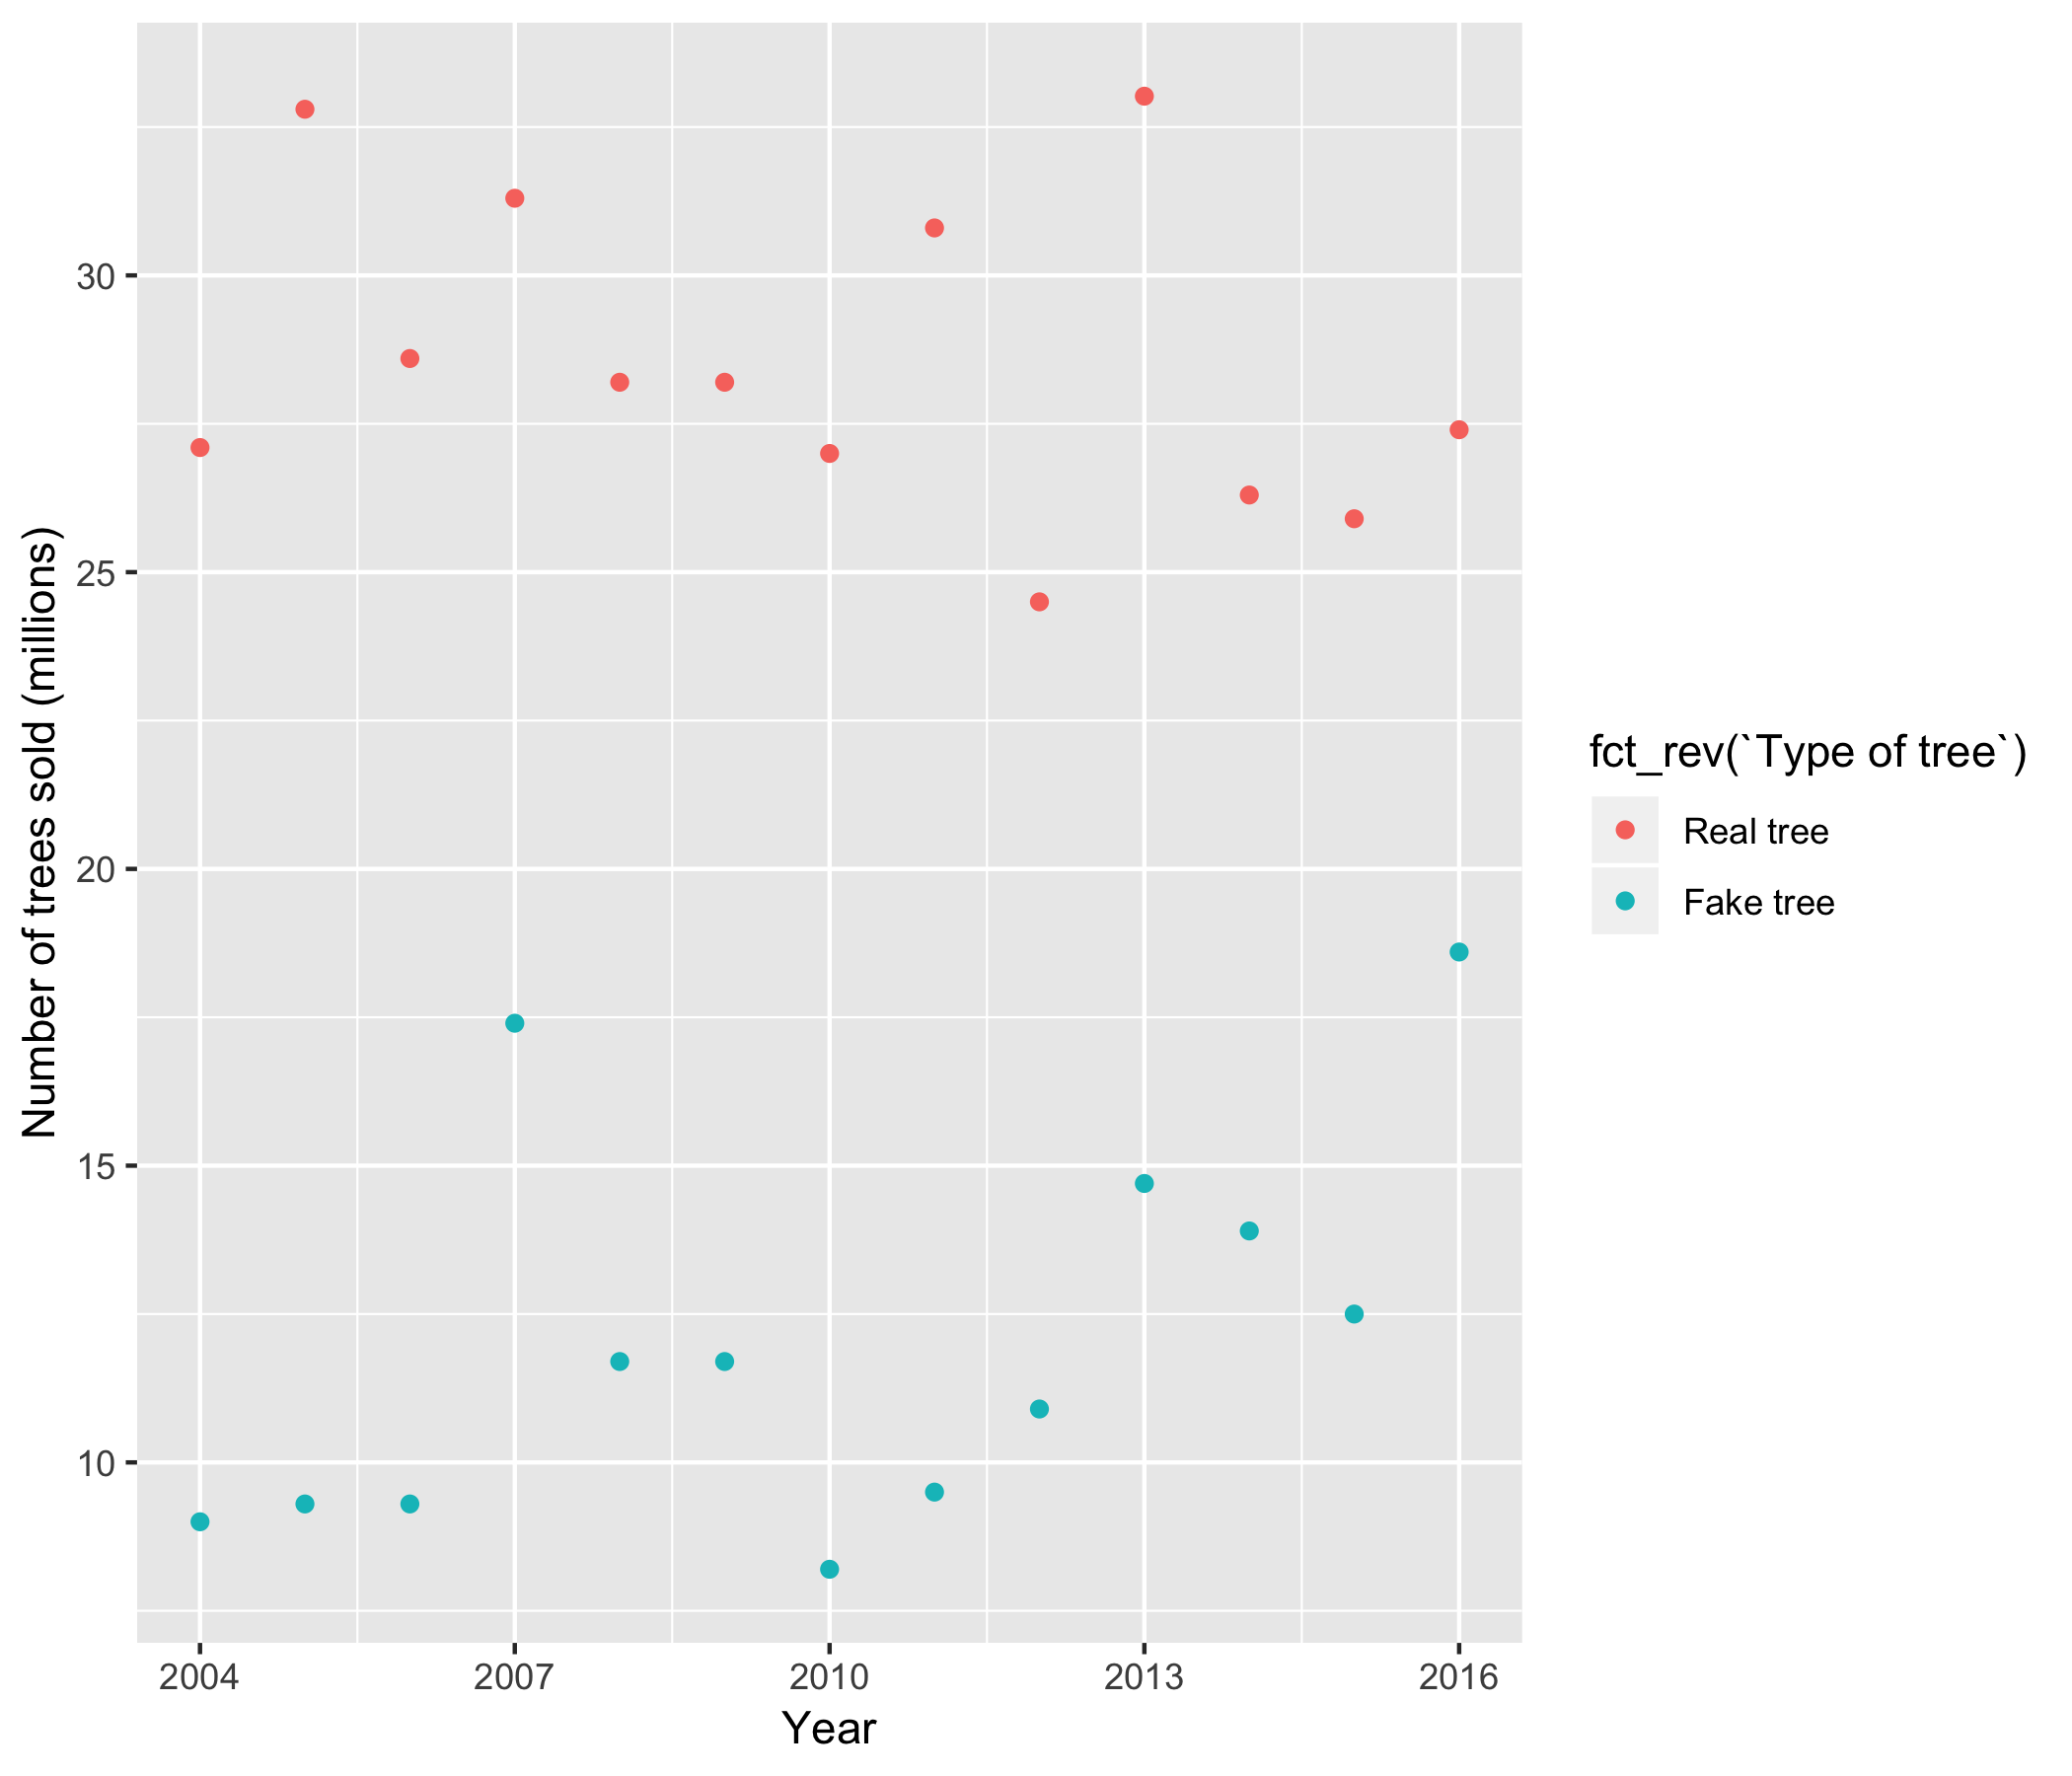 Number of trees sold (millions)
30
25
20
15
10
2004
2007
2010
2013
2016
Year
fct_rev(`Type of tree`)
Real tree
Fake tree